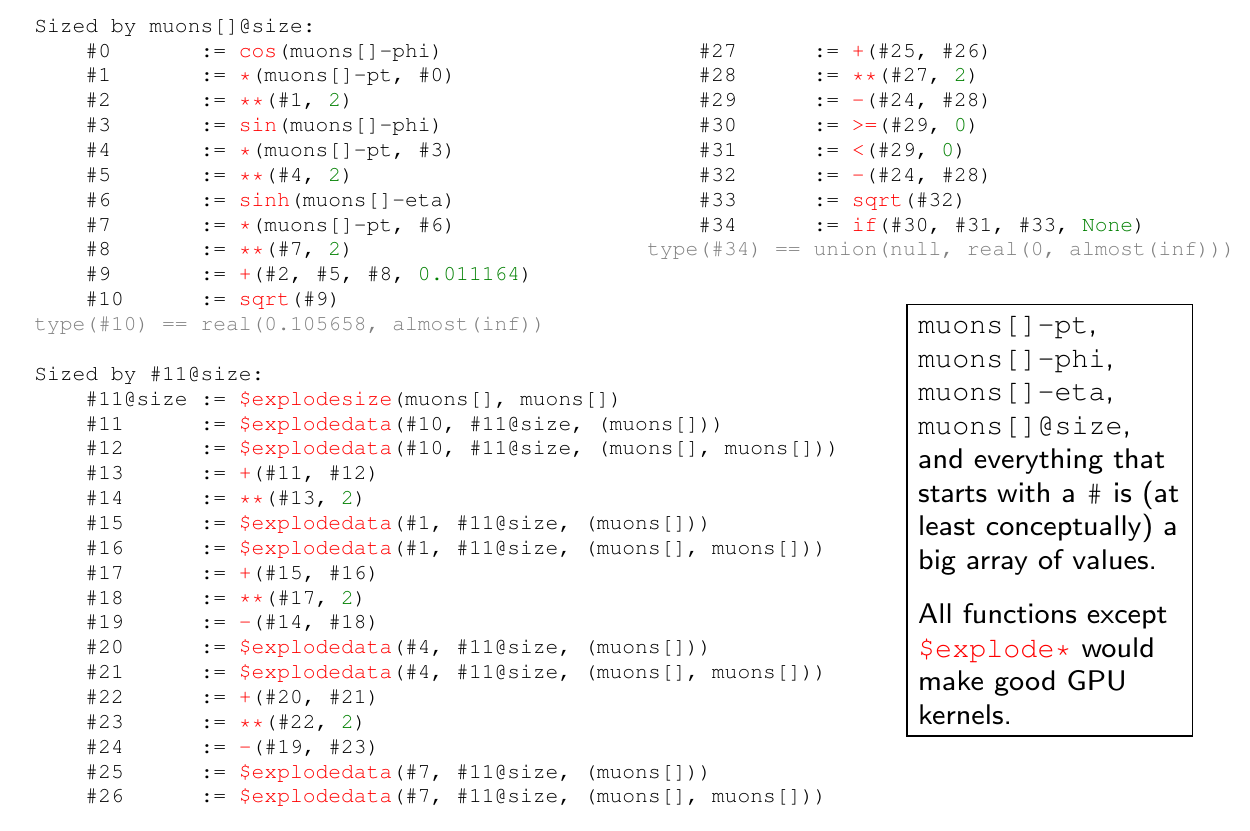 Sized by muons[]@size:
#0 := cos(muons[]-phi)
#1 := *(muons[]-pt, #0)
#2 := **(#1, 2)
#3 := sin(muons[]-phi)
#4 := *(muons[]-pt, #3)
#5 := **(#4, 2)
#6 := sinh(muons[]-eta)
#7 := *(muons[]-pt, #6)
#8 := **(#7, 2)
#9 := +(#2, #5, #8, 0.011164)
#10 := sqrt(#9)
type(#10) == real(0.105658, almost(inf))
Sized by #11@size:
#11@size := $explodesize(muons[], muons[])
#11 := $explodedata(#10, #11@size, (muons[]))
#12 := $explodedata(#10, #11@size, (muons[], muons[]))
#13 := +(#11, #12)
#14 := **(#13, 2)
#15 := $explodedata(#1, #11@size, (muons[]))
#16 := $explodedata(#1, #11@size, (muons[], muons[]))
#17 := +(#15, #16)
#18 := **(#17, 2)
#19 := -(#14, #18)
#20 := $explodedata(#4, #11@size, (muons[]))
#21 := $explodedata(#4, #11@size, (muons[], muons[]))
#22 := +(#20, #21)
#23 := **(#22, 2)
#24 := -(#19, #23)
#25 := $explodedata(#7, #11@size, (muons[]))
#26 := $explodedata(#7, #11@size, (muons[], muons[]))
#27 := +(#25, #26)
#28 := **(#27, 2)
#29 := -(#24, #28)
#30 := >=(#29, 0)
#31 := <(#29, 0)
#32 := -(#24, #28)
#33 := sqrt(#32)
#34 := if(#30, #31, #33, None)
type(#34) == union(null, real(0, almost(inf)))
muons[]-pt,
muons[]-phi,
muons[]-eta,
muons[]@size,
and everything that
starts with a # is (at
least conceptually) a
big array of values.
All functions except
$explode* would
make good GPU
kernels.